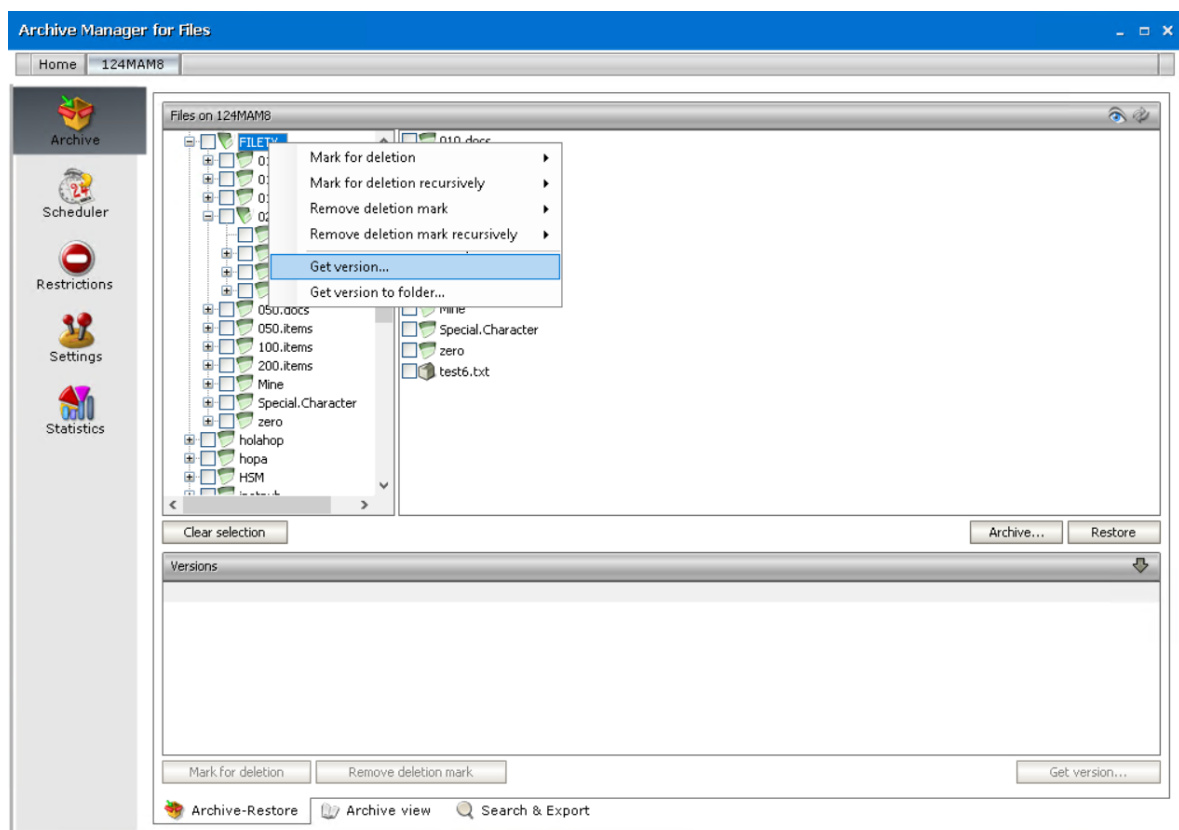 Archive Manager for Files
Home 124MAM8
Archive
Scheduler
Restrictions
Settings
Statistics
Files on 124MAM8
FILETY...
050.docs
050.items
100.items
200.items
Mine
Special.Character
zero
holahop
hopa
HSM
010.docs
Mine
Special.Character
zero
test6.txt
Mark for deletion
Mark for deletion recursively
Remove deletion mark
Remove deletion mark recursively
Get version...
Get version to folder...
Clear selection
Archive... Restore
Versions
Mark for deletion Remove deletion mark Get version...
Archive-Restore Archive view Search & Export